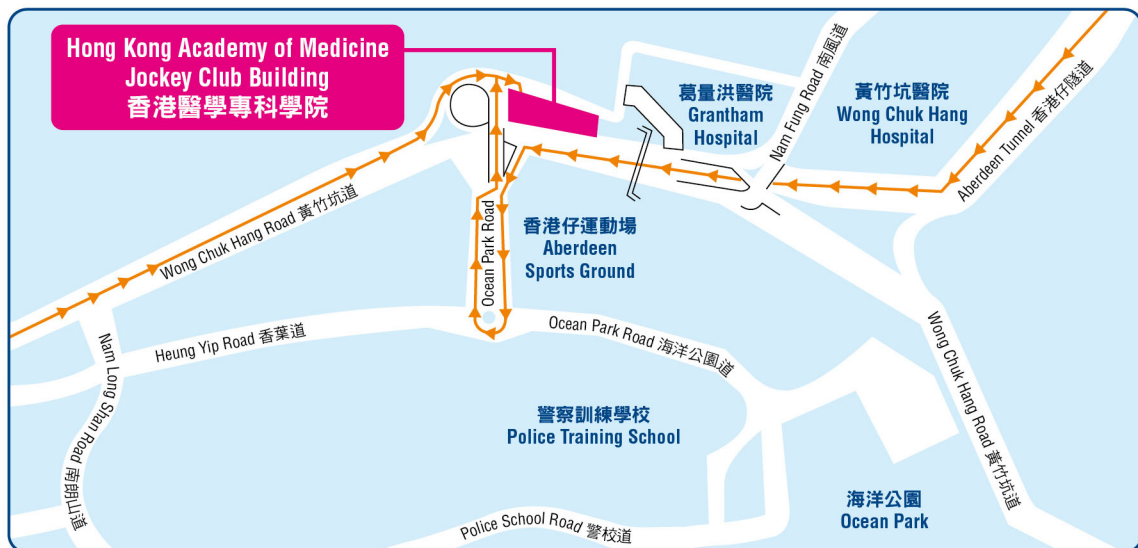 Hong Kong Academy of Medicine
Jockey Club Building
香港醫學專科學院
葛量洪醫院
Grantham
Hospital
Nam Fung Road 南風道
黃竹坑醫院
Wong Chuk Hang
Hospital
Aberdeen Tunnel 香港仔隧道
Wong Chuk Hang Road 黃竹坑道
Ocean Park Road
香港仔運動場
Aberdeen
Sports Ground
Heung Yip Road 香葉道
Ocean Park Road 海洋公園道
Nam Long Shan Road 南朗山道
警察訓練學校
Police Training School
Wong Chuk Hang Road 黃竹坑道
海洋公園
Ocean Park
Police School Road 警校道